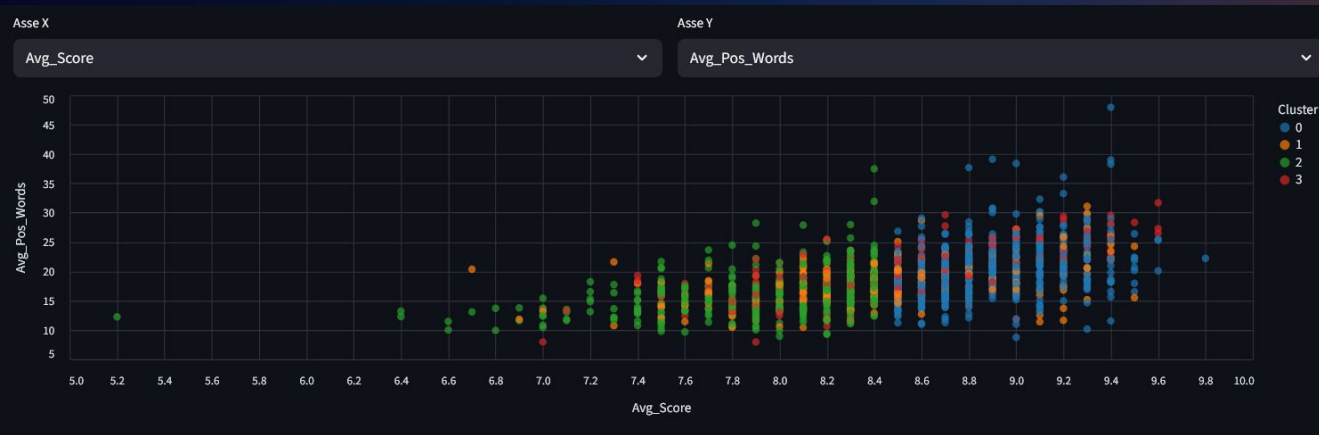 Asse X
Asse Y
Avg_Score
Avg_Pos_Words
50
45
40
35
30
25
20
15
10
5
Avg_Pos_Words
5.0 5.2 5.4 5.6 5.8 6.0 6.2 6.4 6.6 6.8 7.0 7.2 7.4 7.6 7.8 8.0 8.2 8.4 8.6 8.8 9.0 9.2 9.4 9.6 9.8 10.0
Avg_Score
Cluster
0
1
2
3